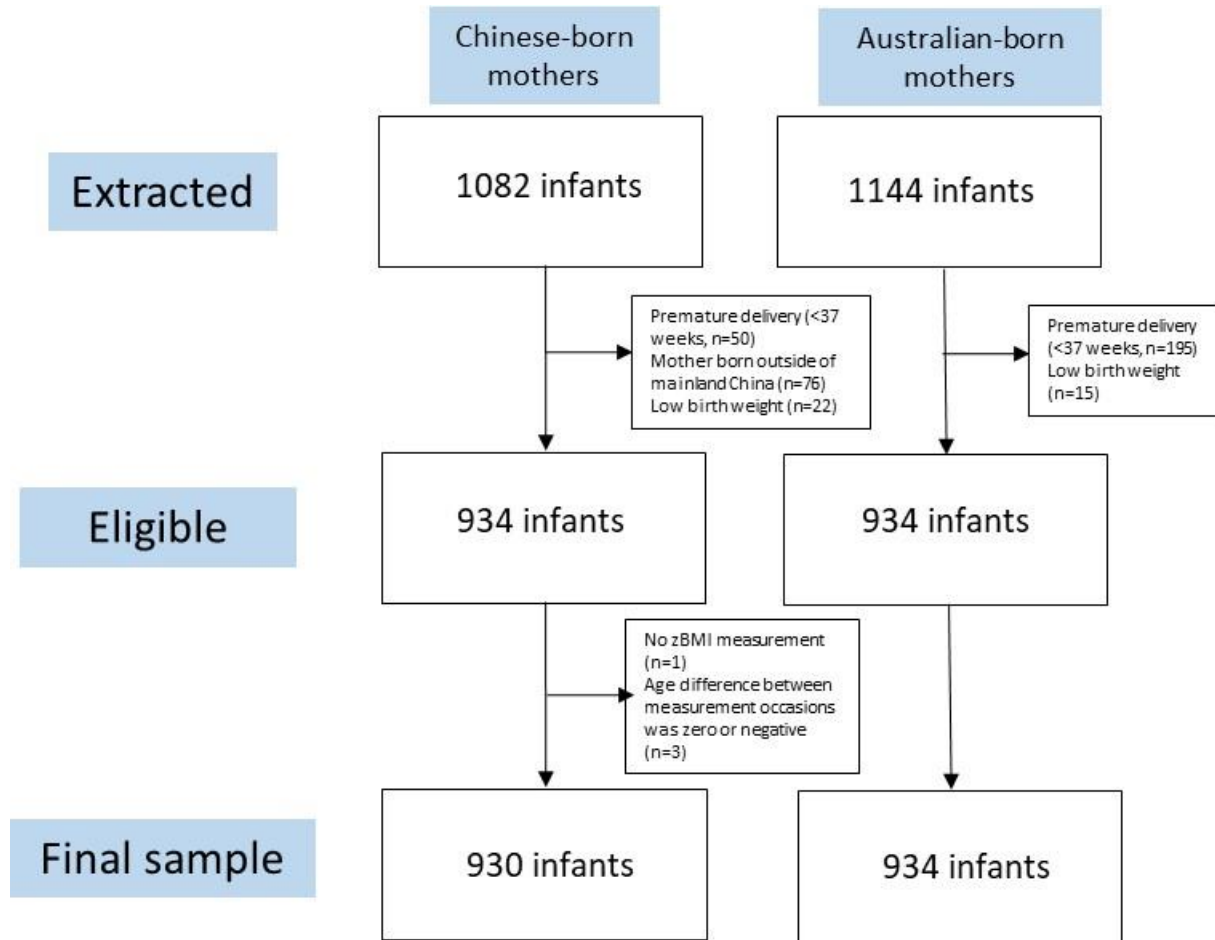 Chinese-born
mothers
Australian-born
mothers
Extracted
1082 infants
1144 infants
Premature delivery (<37
weeks, n=50)
Mother born outside of
mainland China (n=76)
Low birth weight (n=22)
Premature delivery
(<37 weeks, n=195)
Low birth weight
(n=15)
Eligible
934 infants
934 infants
No zBMI measurement
(n=1)
Age difference between
measurement occasions
was zero or negative
(n=3)
Final sample
930 infants
934 infants